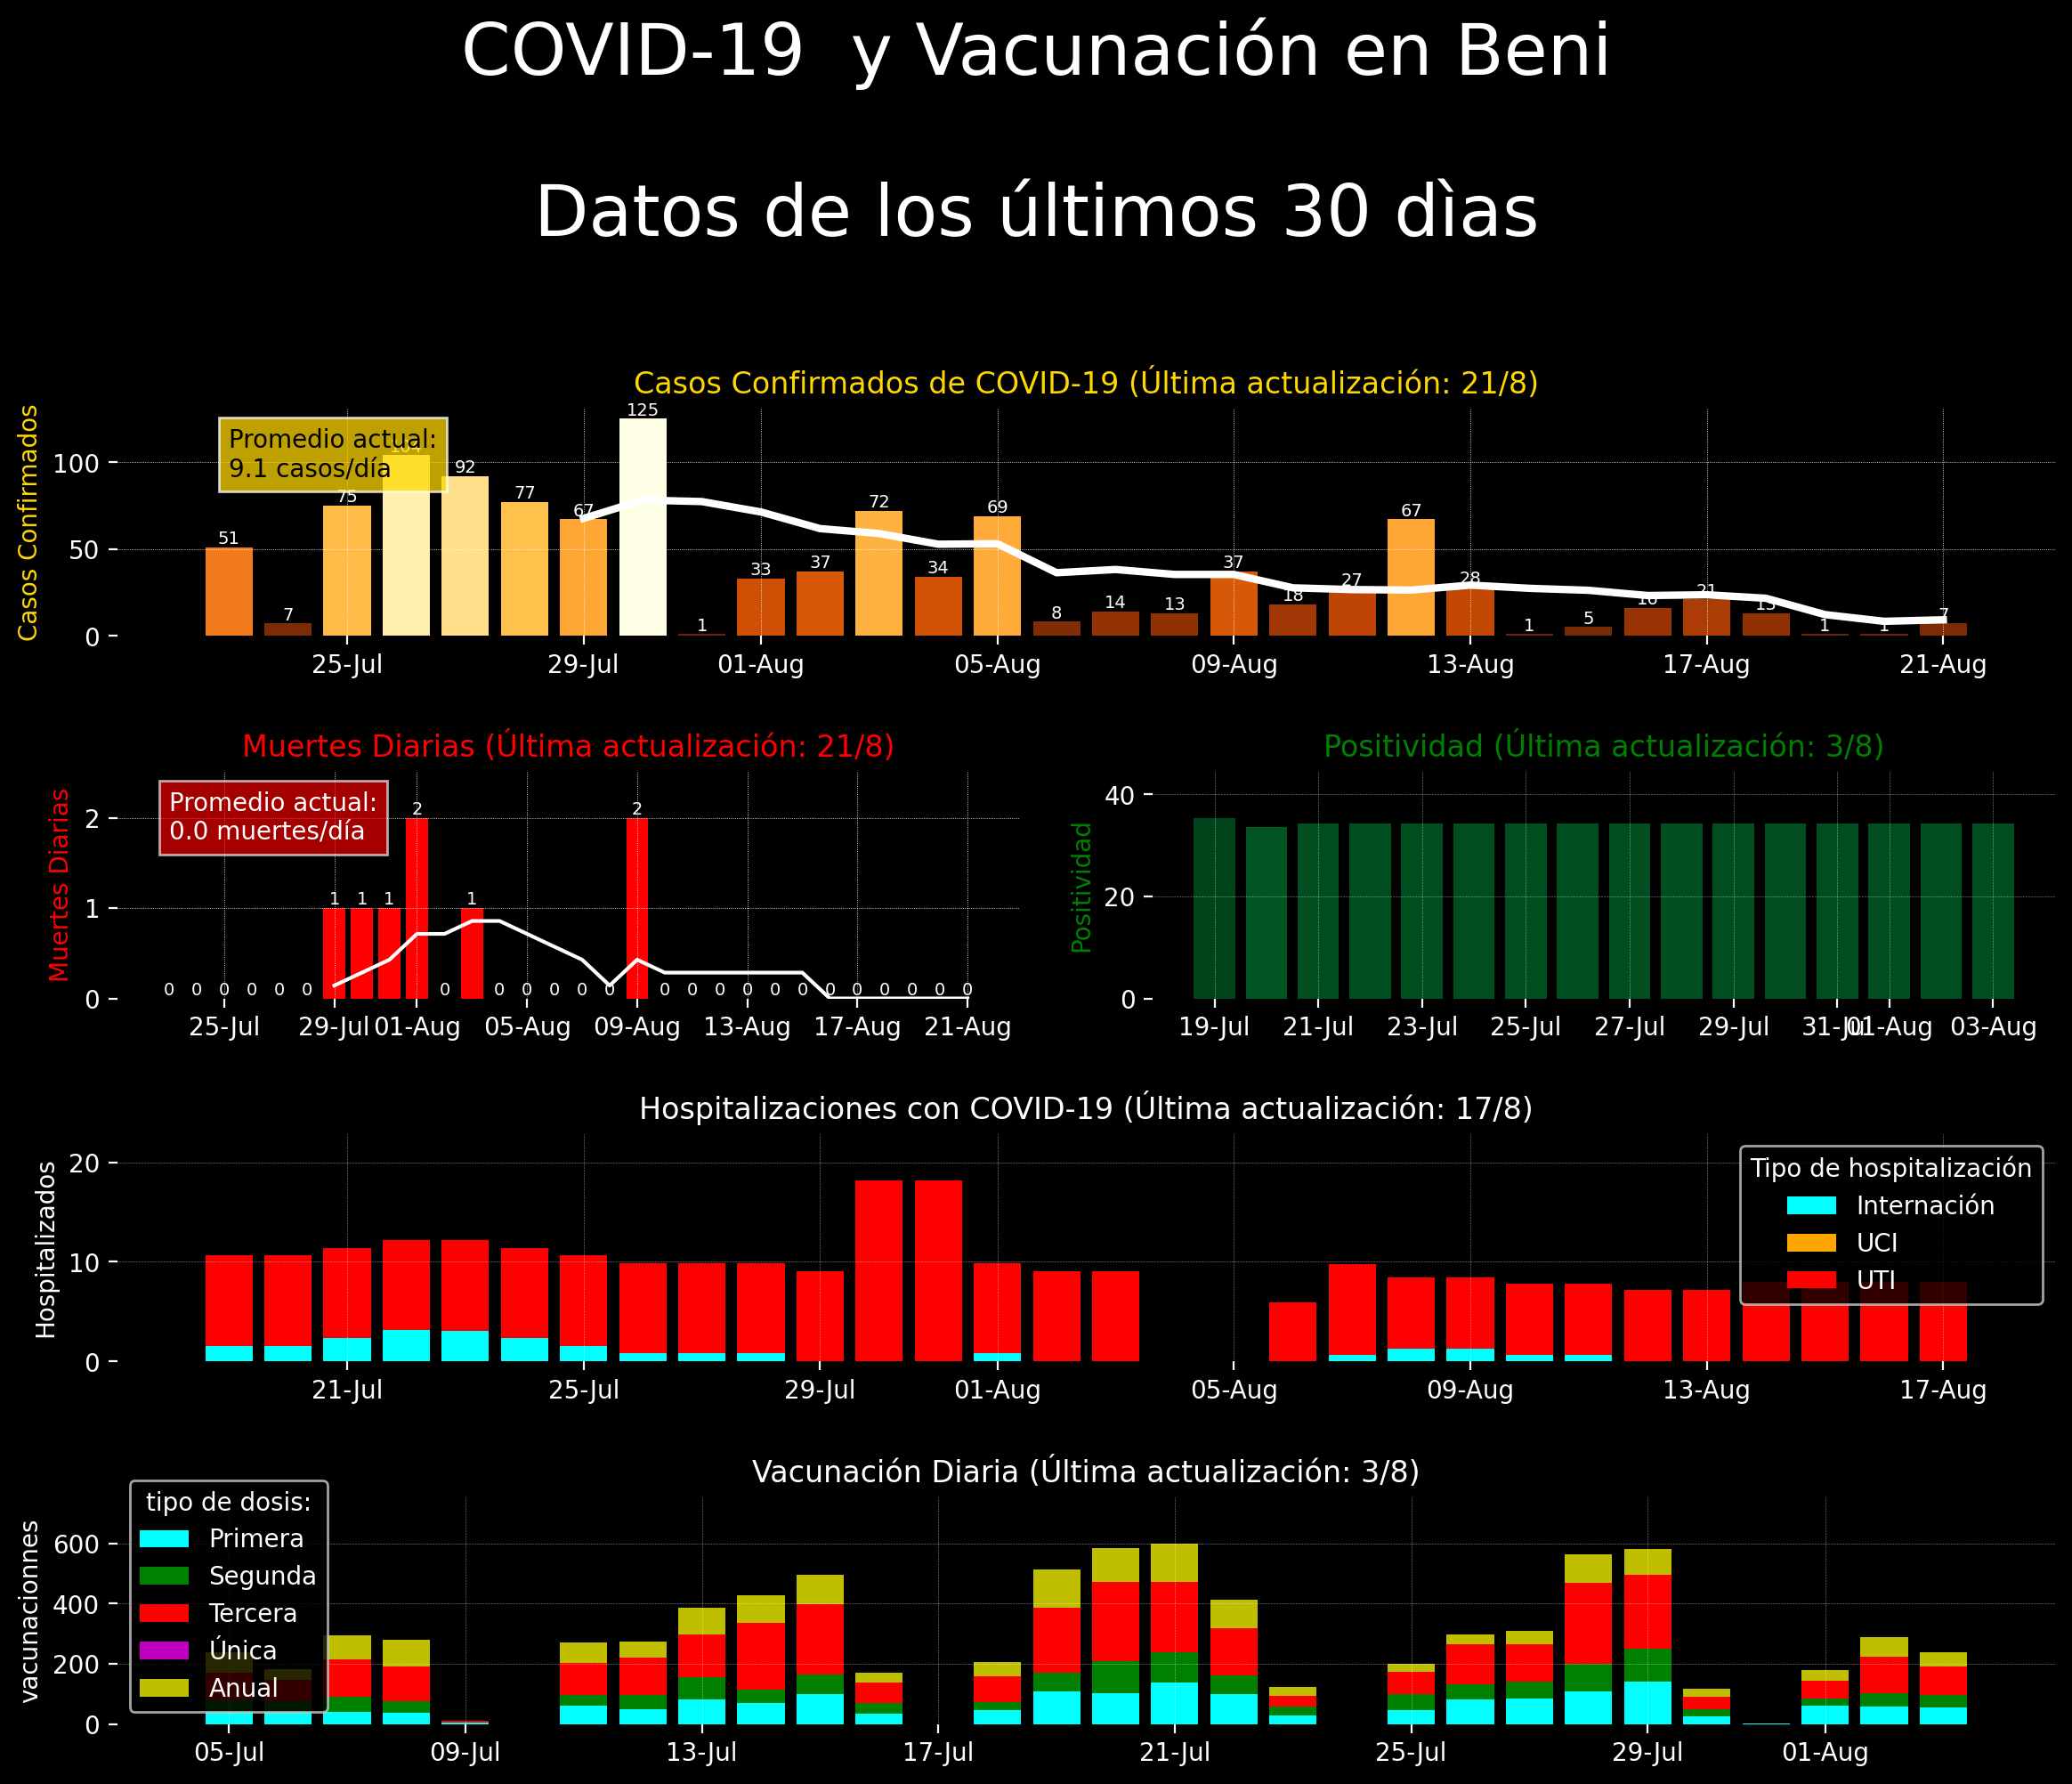 COVID-19  y Vacunación en Beni
Datos de los últimos 30 dìas
Casos Confirmados de COVID-19 (Última actualización: 21/8)
Casos Confirmados
100
50
0
Promedio actual:
9.1 casos/día
51
7
75
104
92
77
67
125
1
33
37
72
34
69
8
14
13
37
18
27
67
28
1
5
16
21
13
1
1
7
25-Jul
29-Jul
01-Aug
05-Aug
09-Aug
13-Aug
17-Aug
21-Aug
Muertes Diarias (Última actualización: 21/8)
Muertes Diarias
2
1
0
Promedio actual:
0.0 muertes/día
0 0 0 0 0 0 1 1 1 2 0 1 0 0 0 0 0 2 0 0 0 0 0 0 0 0 0 0 0 0
25-Jul
29-Jul
01-Aug
05-Aug
09-Aug
13-Aug
17-Aug
21-Aug
Positividad (Última actualización: 3/8)
Positividad
40
20
0
19-Jul
21-Jul
23-Jul
25-Jul
27-Jul
29-Jul
31-Jul
01-Aug
03-Aug
Hospitalizaciones con COVID-19 (Última actualización: 17/8)
Hospitalizados
20
10
0
Tipo de hospitalización
Internación
UCI
UTI
21-Jul
25-Jul
29-Jul
01-Aug
05-Aug
09-Aug
13-Aug
17-Aug
Vacunación Diaria (Última actualización: 3/8)
vacunacionnes
600
400
200
0
tipo de dosis:
Primera
Segunda
Tercera
Única
Anual
05-Jul
09-Jul
13-Jul
17-Jul
21-Jul
25-Jul
29-Jul
01-Aug